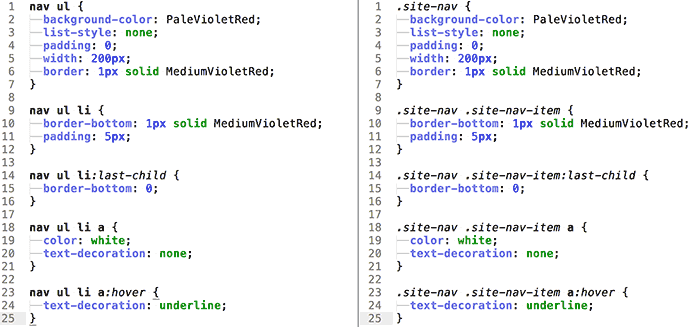 1 nav ul {
2 background-color: PaleVioletRed;
3 list-style: none;
4 padding: 0;
5 width: 200px;
6 border: 1px solid MediumVioletRed;
7 }
8
9 nav ul li {
10 border-bottom: 1px solid MediumVioletRed;
11 padding: 5px;
12 }
13
14 nav ul li:last-child {
15 border-bottom: 0;
16 }
17
18 nav ul li a {
19 color: white;
20 text-decoration: none;
21 }
22
23 nav ul li a:hover {
24 text-decoration: underline;
25 }
1 .site-nav {
2 background-color: PaleVioletRed;
3 list-style: none;
4 padding: 0;
5 width: 200px;
6 border: 1px solid MediumVioletRed;
7 }
8
9 .site-nav .site-nav-item {
10 border-bottom: 1px solid MediumVioletRed;
11 padding: 5px;
12 }
13
14 .site-nav .site-nav-item:last-child {
15 border-bottom: 0;
16 }
17
18 .site-nav .site-nav-item a {
19 color: white;
20 text-decoration: none;
21 }
22
23 .site-nav .site-nav-item a:hover {
24 text-decoration: underline;
25 }